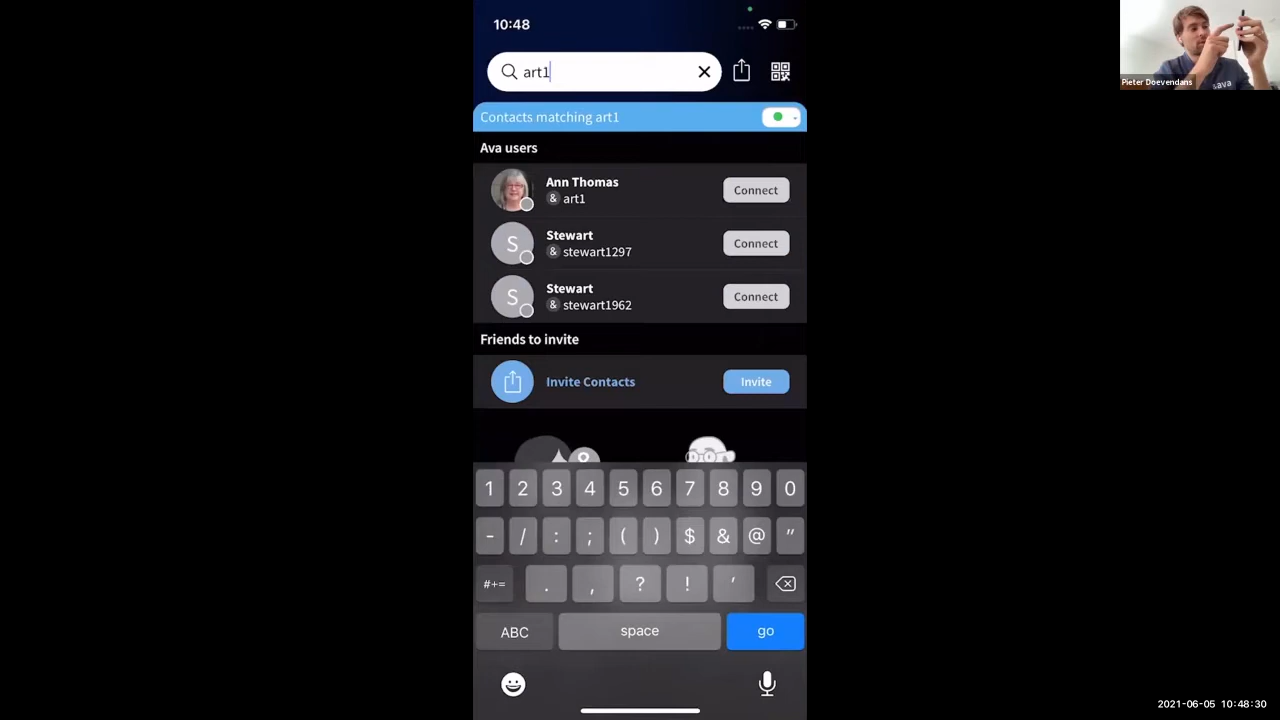 10:48
art1
Contacts matching art1
Ava users
Ann Thomas
& art1
Connect
Stewart
& stewart1297
Connect
Stewart
& stewart1962
Connect
Friends to invite
Invite Contacts
Invite
1 2 3 4 5 6 7 8 9 0
- / : ; ( ) $ & @ "
#+= . , ? ! '
ABC space go
Pieter Doevendans
ava
2021-06-05 10:48:30